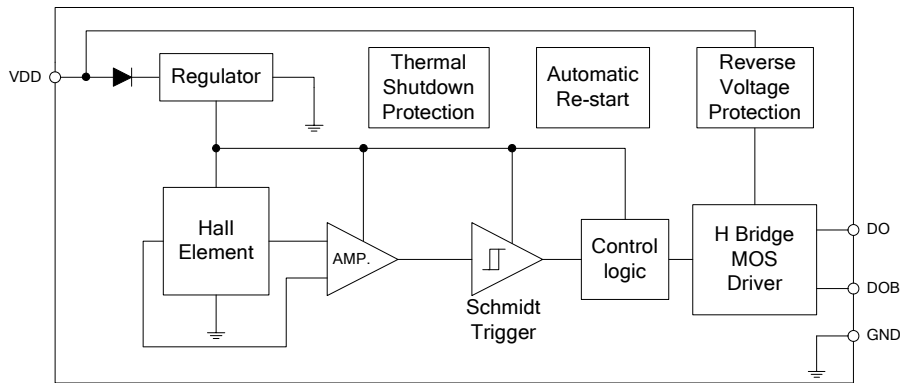 VDD
Regulator
Thermal
Shutdown
Protection
Automatic
Re-start
Reverse
Voltage
Protection
Hall
Element
AMP.
Schmidt
Trigger
Control
logic
H Bridge
MOS
Driver
DO
DOB
GND